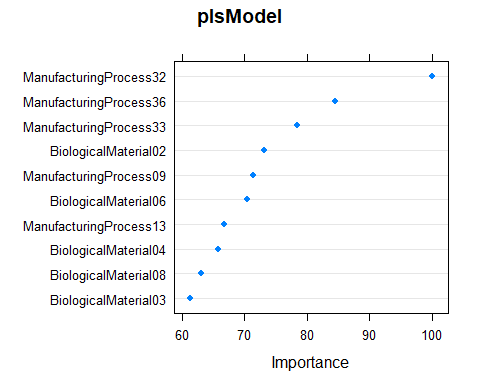 plsModel
ManufacturingProcess32
ManufacturingProcess36
ManufacturingProcess33
BiologicalMaterial02
ManufacturingProcess09
BiologicalMaterial06
ManufacturingProcess13
BiologicalMaterial04
BiologicalMaterial08
BiologicalMaterial03
60 70 80 90 100
Importance